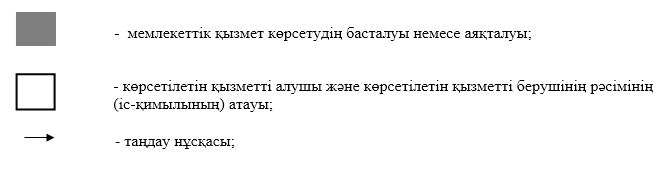 - мемлекеттік қызмет көрсетудің басталуы немесе аяқталуы;
- көрсетілетін қызметті алушы және көрсетілетін қызметті берушінің рәсімінің
(іс-қимылының) атауы;
- таңдау нұсқасы;